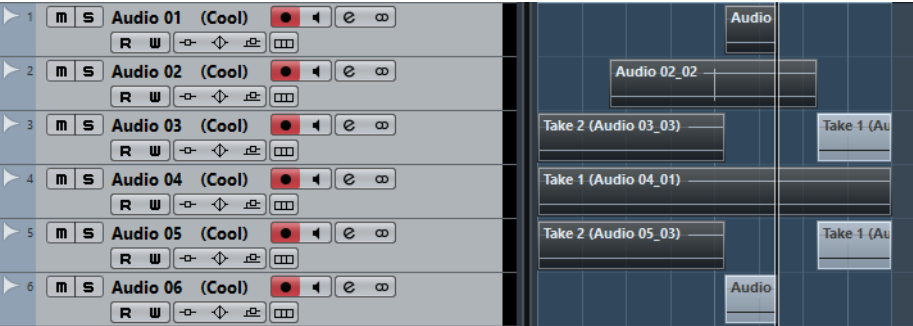 1 m S Audio 01 (Cool) e Audio
R W
2 m S Audio 02 (Cool) e Audio 02_02
R W
3 m S Audio 03 (Cool) e Take 2 (Audio 03_03) Take 1 (Au
R W
4 m S Audio 04 (Cool) e Take 1 (Audio 04_01)
R W
5 m S Audio 05 (Cool) e Take 2 (Audio 05_03) Take 1 (Au
R W
6 m S Audio 06 (Cool) e Audio
R W